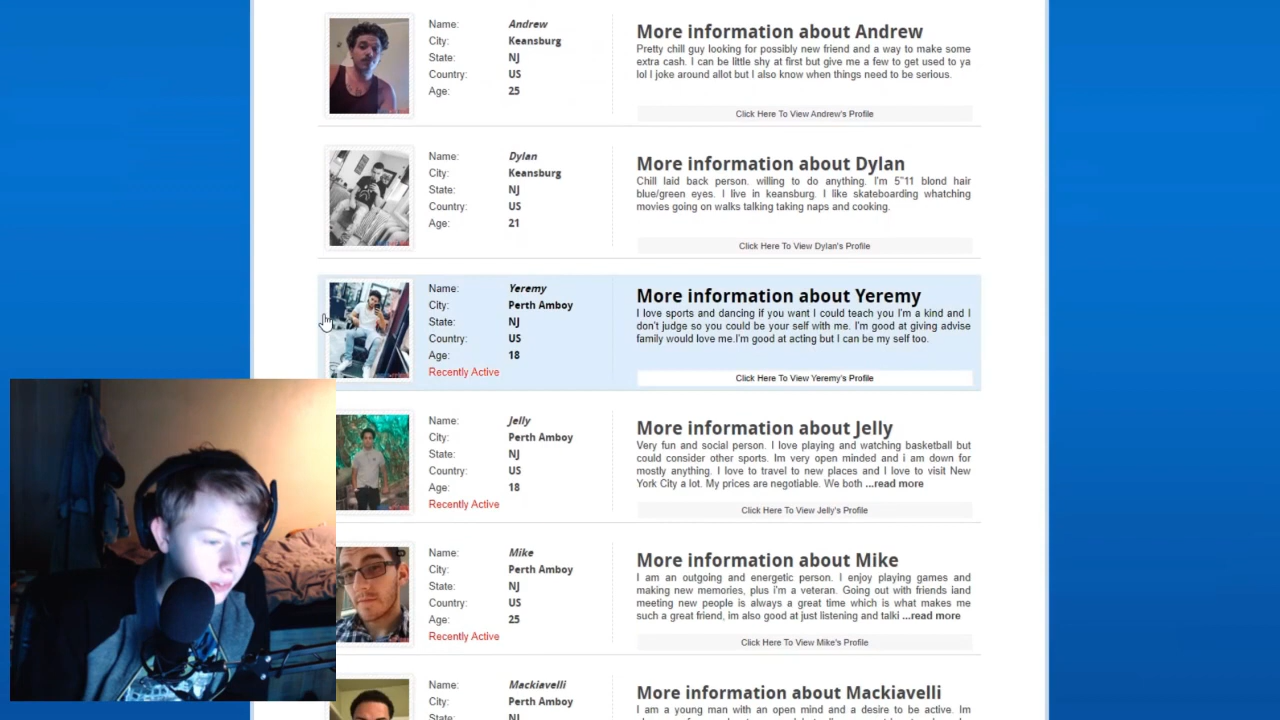 Name: Andrew
City: Keansburg
State: NJ
Country: US
Age: 25
More information about Andrew
Pretty chill guy looking for possibly new friend and a way to make some
extra cash. I can be little shy at first but give me a few to get used to ya
lol I joke around allot but I also know when things need to be serious.
Click Here To View Andrew's Profile
Name: Dylan
City: Keansburg
State: NJ
Country: US
Age: 21
More information about Dylan
Chill laid back person. willing to do anything. I'm 5"11 blond hair
blue/green eyes. I live in keansburg. I like skateboarding whatching
movies going on walks talking taking naps and cooking.
Click Here To View Dylan's Profile
Name: Yeremy
City: Perth Amboy
State: NJ
Country: US
Age: 18
Recently Active
More information about Yeremy
I love sports and dancing if you want I could teach you I'm a kind and I
don't judge so you could be your self with me. I'm good at giving advise
family would love me.I'm good at acting but I can be my self too.
Click Here To View Yeremy's Profile
Name: Jelly
City: Perth Amboy
State: NJ
Country: US
Age: 18
Recently Active
More information about Jelly
Very fun and social person. I love playing and watching basketball but
could consider other sports. Im very open minded and i am down for
mostly anything. I love to travel to new places and I love to visit New
York City a lot. My prices are negotiable. We both ...read more
Click Here To View Jelly's Profile
Name: Mike
City: Perth Amboy
State: NJ
Country: US
Age: 25
Recently Active
More information about Mike
I am an outgoing and energetic person. I enjoy playing games and
making new memories, plus i'm a veteran. Going out with friends iand
meeting new people is always a great time which is what makes me
such a great friend, im also good at just listening and talki ...read more
Click Here To View Mike's Profile
Name: Mackiavelli
City: Perth Amboy
State: NJ
More information about Mackiavelli
I am a young man with an open mind and a desire to be active. Im